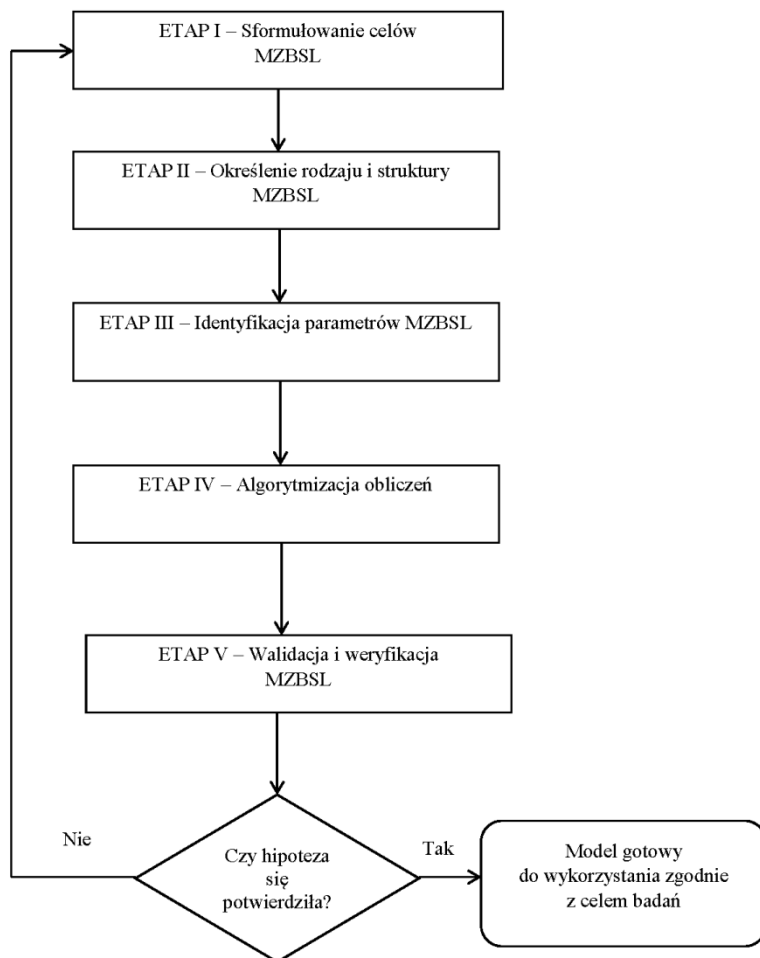 ETAP I – Sformułowanie celów
MZBSL
ETAP II – Określenie rodzaju i struktury
MZBSL
ETAP III – Identyfikacja parametrów MZBSL
ETAP IV – Algorytmizacja obliczeń
ETAP V – Walidacja i weryfikacja
MZBSL
Nie
Czy hipoteza
się
potwierdziła?
Tak
Model gotowy
do wykorzystania zgodnie
z celem badań